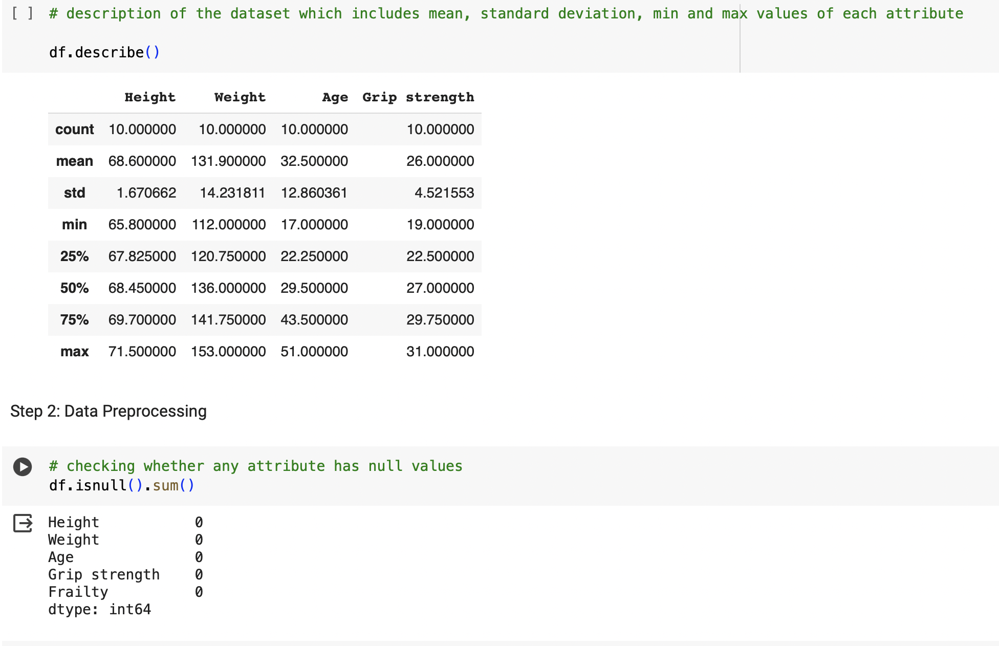 [ ] # description of the dataset which includes mean, standard deviation, min and max values of each attribute
df.describe()
Height Weight Age Grip strength
count 10.000000 10.000000 10.000000 10.000000
mean 68.600000 131.900000 32.500000 26.000000
std 1.670662 14.231811 12.860361 4.521553
min 65.800000 112.000000 17.000000 19.000000
25% 67.825000 120.750000 22.250000 22.500000
50% 68.450000 136.000000 29.500000 27.000000
75% 69.700000 141.750000 43.500000 29.750000
max 71.500000 153.000000 51.000000 31.000000
Step 2: Data Preprocessing
# checking whether any attribute has null values
df.isnull().sum()
Height 0
Weight 0
Age 0
Grip strength 0
Frailty 0
dtype: int64